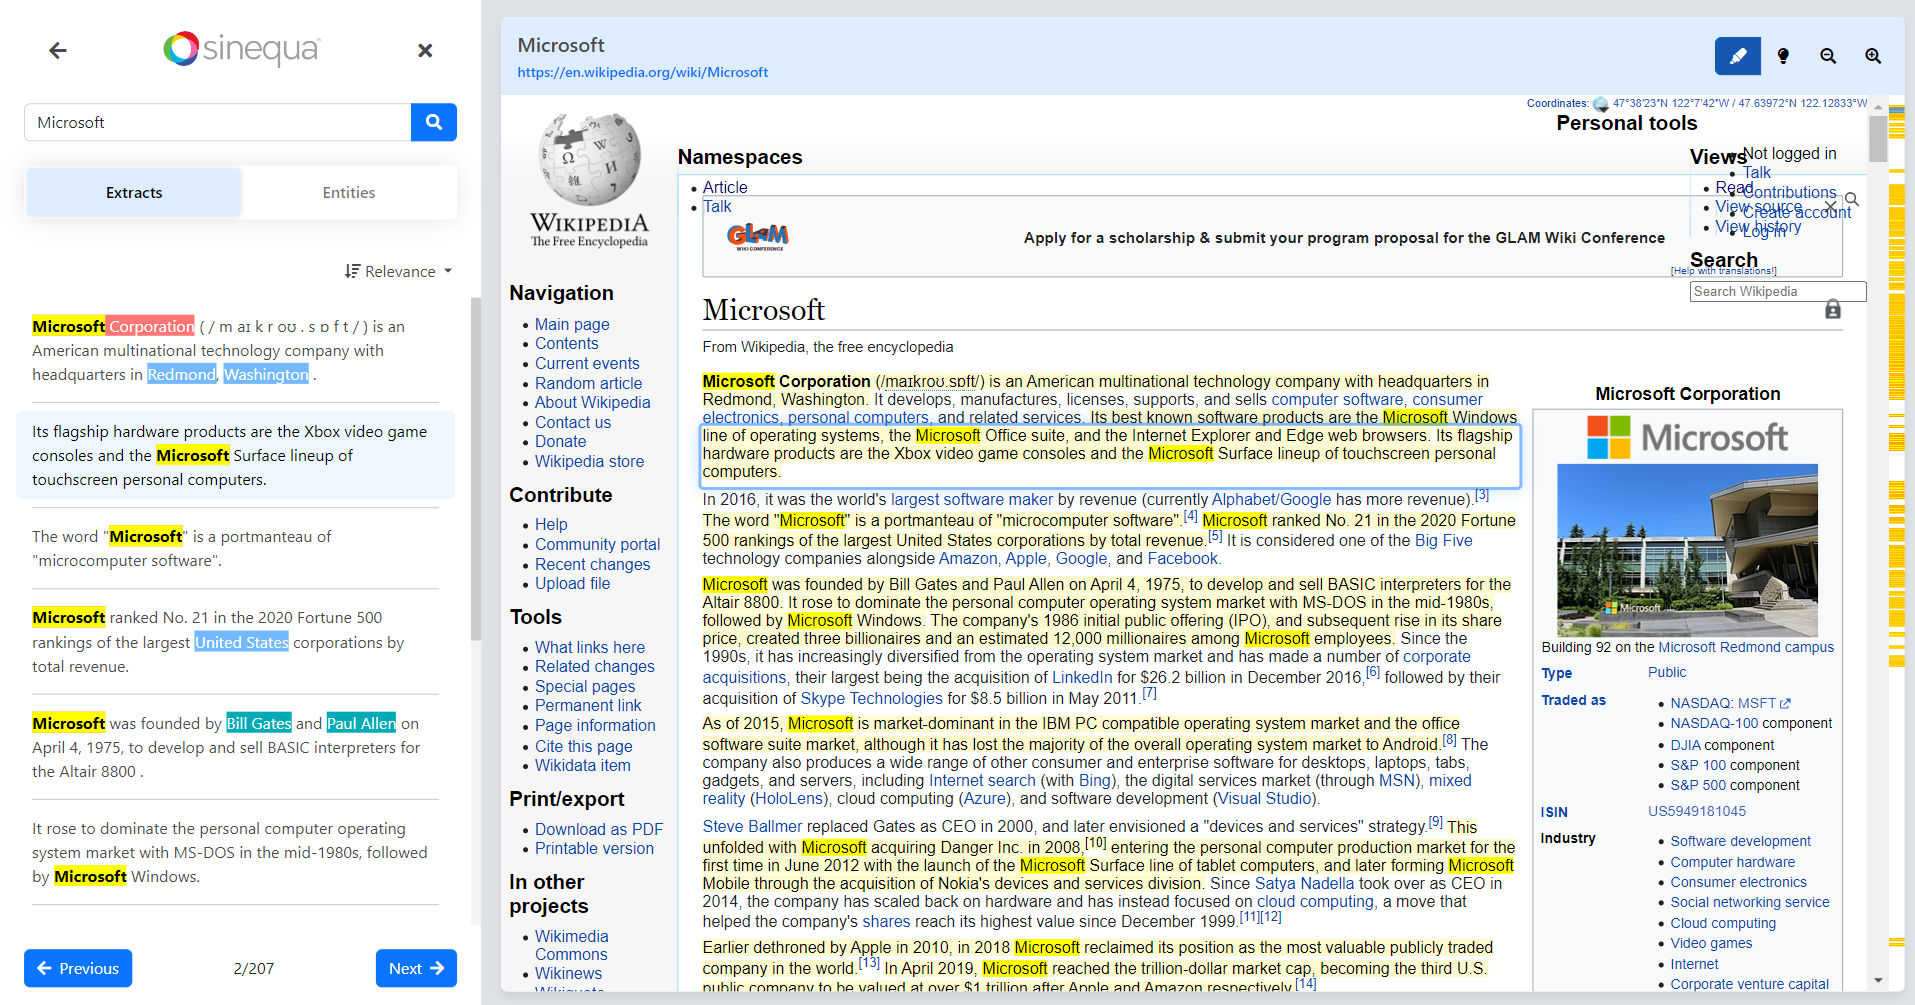 sinequa
Microsoft
Extracts
Entities
Relevance
Microsoft Corporation ( / m aɪ k r oʊ . s ɒ f t / ) is an
American multinational technology company with
headquarters in Redmond, Washington .
Its flagship hardware products are the Xbox video game
consoles and the Microsoft Surface lineup of
touchscreen personal computers.
The word "Microsoft" is a portmanteau of
"microcomputer software".
Microsoft ranked No. 21 in the 2020 Fortune 500
rankings of the largest United States corporations by
total revenue.
Microsoft was founded by Bill Gates and Paul Allen on
April 4, 1975, to develop and sell BASIC interpreters for
the Altair 8800 .
It rose to dominate the personal computer operating
system market with MS-DOS in the mid-1980s, followed
by Microsoft Windows.
Previous
2/207
Next
Microsoft
https://en.wikipedia.org/wiki/Microsoft
Coordinates: 47°38′23″N 122°7′42″W / 47.63972°N 122.12833°W
Personal tools
Not logged in
Talk
Contributions
Create account
Log in
Namespaces
Article
Talk
Views
Read
View source
View history
WIKIPEDIA
The Free Encyclopedia
GLAM
WIKI CONFERENCE
Apply for a scholarship & submit your program proposal for the GLAM Wiki Conference
Search
[Help with translations!]
Search Wikipedia
Navigation
Main page
Contents
Current events
Random article
About Wikipedia
Contact us
Donate
Wikipedia store
Contribute
Help
Community portal
Recent changes
Upload file
Tools
What links here
Related changes
Special pages
Permanent link
Page information
Cite this page
Wikidata item
Print/export
Download as PDF
Printable version
In other
projects
Wikimedia
Commons
Wikinews
Wikiquote
Microsoft
From Wikipedia, the free encyclopedia
Microsoft Corporation (/maɪkroʊ.sɒft/) is an American multinational technology company with headquarters in
Redmond, Washington. It develops, manufactures, licenses, supports, and sells computer software, consumer
electronics, personal computers, and related services. Its best known software products are the Microsoft Windows
line of operating systems, the Microsoft Office suite, and the Internet Explorer and Edge web browsers. Its flagship
hardware products are the Xbox video game consoles and the Microsoft Surface lineup of touchscreen personal
computers.
In 2016, it was the world's largest software maker by revenue (currently Alphabet/Google has more revenue).[3]
The word "Microsoft" is a portmanteau of "microcomputer software".[4] Microsoft ranked No. 21 in the 2020 Fortune
500 rankings of the largest United States corporations by total revenue.[5] It is considered one of the Big Five
technology companies alongside Amazon, Apple, Google, and Facebook.
Microsoft was founded by Bill Gates and Paul Allen on April 4, 1975, to develop and sell BASIC interpreters for the
Altair 8800. It rose to dominate the personal computer operating system market with MS-DOS in the mid-1980s,
followed by Microsoft Windows. The company's 1986 initial public offering (IPO), and subsequent rise in its share
price, created three billionaires and an estimated 12,000 millionaires among Microsoft employees. Since the
1990s, it has increasingly diversified from the operating system market and has made a number of corporate
acquisitions, their largest being the acquisition of LinkedIn for $26.2 billion in December 2016,[6] followed by their
acquisition of Skype Technologies for $8.5 billion in May 2011.[7]
As of 2015, Microsoft is market-dominant in the IBM PC compatible operating system market and the office
software suite market, although it has lost the majority of the overall operating system market to Android.[8] The
company also produces a wide range of other consumer and enterprise software for desktops, laptops, tabs,
gadgets, and servers, including Internet search (with Bing), the digital services market (through MSN), mixed
reality (HoloLens), cloud computing (Azure), and software development (Visual Studio).
Steve Ballmer replaced Gates as CEO in 2000, and later envisioned a "devices and services" strategy.[9] This
unfolded with Microsoft acquiring Danger Inc. in 2008,[10] entering the personal computer production market for the
first time in June 2012 with the launch of the Microsoft Surface line of tablet computers, and later forming Microsoft
Mobile through the acquisition of Nokia's devices and services division. Since Satya Nadella took over as CEO in
2014, the company has scaled back on hardware and has instead focused on cloud computing, a move that
helped the company's shares reach its highest value since December 1999.[11][12]
Earlier dethroned by Apple in 2010, in 2018 Microsoft reclaimed its position as the most valuable publicly traded
company in the world.[13] In April 2019, Microsoft reached the trillion-dollar market cap, becoming the third U.S.
public company to be valued at over $1 trillion after Apple and Amazon respectively.[14]
Microsoft Corporation
Microsoft
Microsoft
Building 92 on the Microsoft Redmond campus
Type
Public
Traded as
NASDAQ: MSFT
NASDAQ-100 component
DJIA component
S&P 100 component
S&P 500 component
ISIN
US5949181045
Industry
Software development
Computer hardware
Consumer electronics
Social networking service
Cloud computing
Video games
Internet
Corporate venture capital